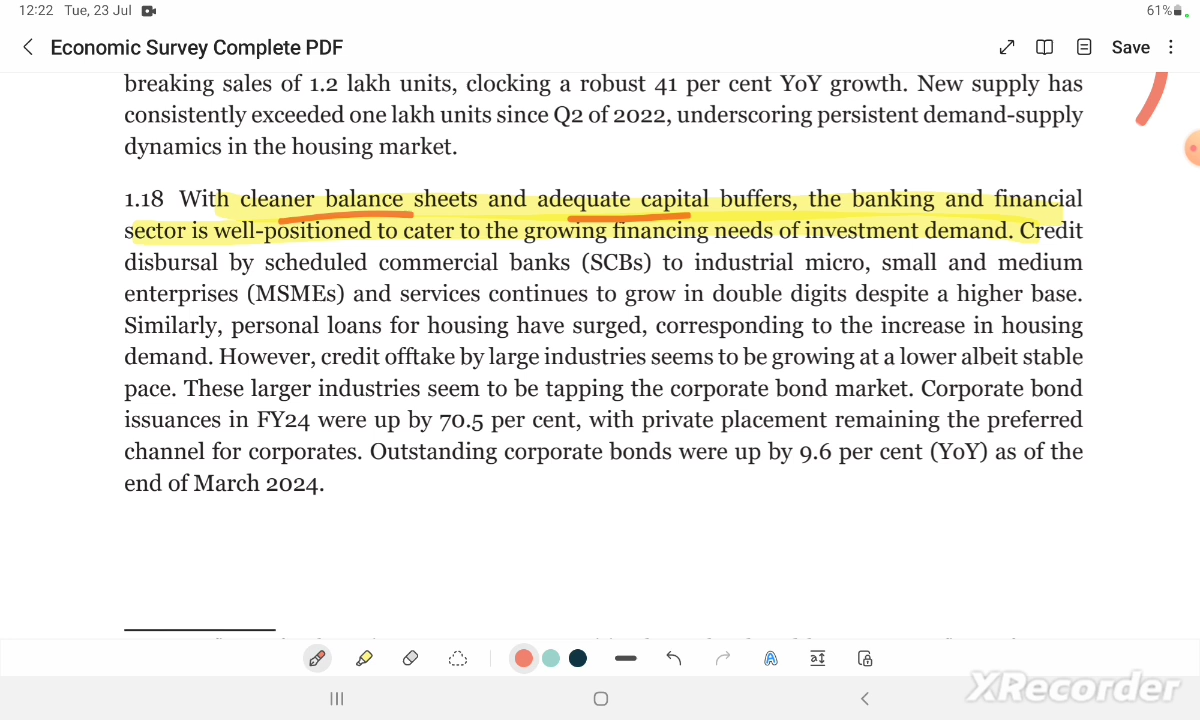 12:22 Tue, 23 Jul
61%
Economic Survey Complete PDF
Save
breaking sales of 1.2 lakh units, clocking a robust 41 per cent YoY growth. New supply has
consistently exceeded one lakh units since Q2 of 2022, underscoring persistent demand-supply
dynamics in the housing market.
1.18 With cleaner balance sheets and adequate capital buffers, the banking and financial
sector is well-positioned to cater to the growing financing needs of investment demand. Credit
disbursal by scheduled commercial banks (SCBs) to industrial micro, small and medium
enterprises (MSMEs) and services continues to grow in double digits despite a higher base.
Similarly, personal loans for housing have surged, corresponding to the increase in housing
demand. However, credit offtake by large industries seems to be growing at a lower albeit stable
pace. These larger industries seem to be tapping the corporate bond market. Corporate bond
issuances in FY24 were up by 70.5 per cent, with private placement remaining the preferred
channel for corporates. Outstanding corporate bonds were up by 9.6 per cent (YoY) as of the
end of March 2024.
XRecorder